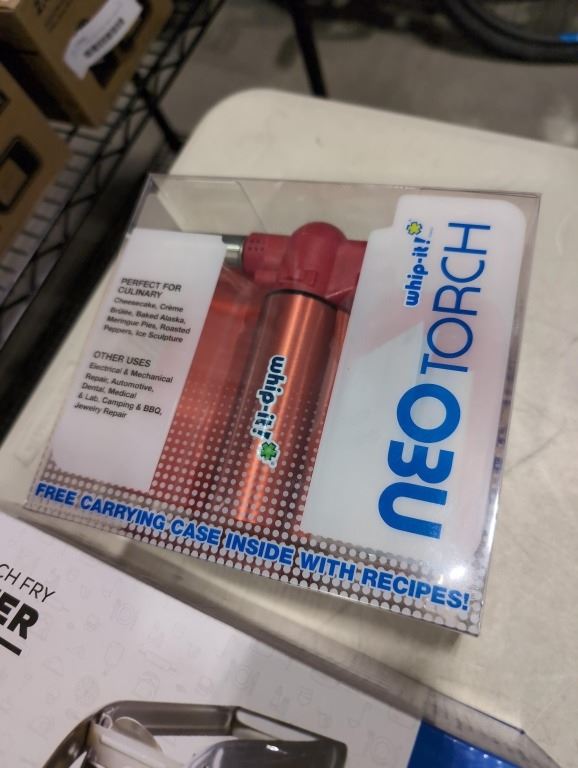 PERFECT FOR
CULINARY
Cheesecake, Crème
Brûlée, Baked Alaska,
Meringue Pies, Roasted
Peppers, Ice Sculpture
OTHER USES
Electrical & Mechanical
Repair, Automotive,
Dental, Medical
& Lab, Camping & BBQ,
Jewelry Repair
whip-it!
whip-it!
NEO TORCH
FREE CARRYING CASE INSIDE WITH RECIPES!
CH FRY
ER